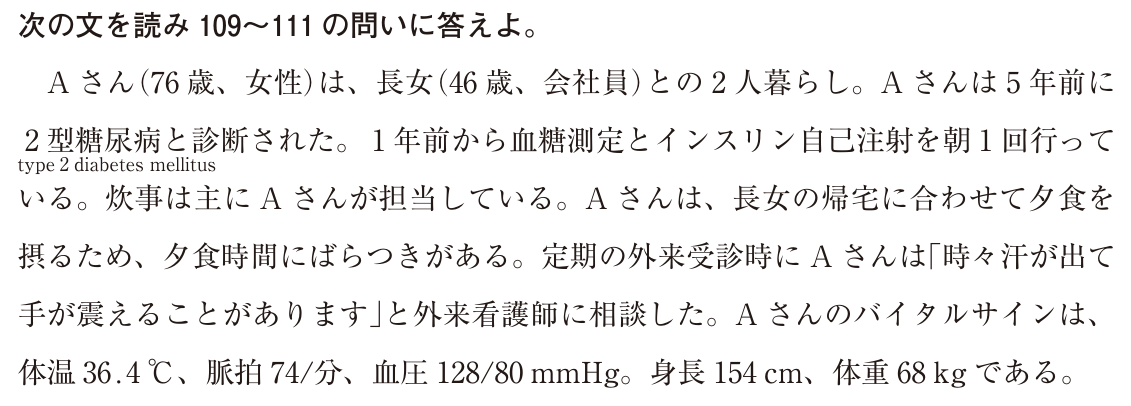 次の文を読み 109～111 の問いに答えよ。
A さん(76 歳、女性)は、長女(46 歳、会社員)との 2 人暮らし。A さんは 5 年前に
2 型糖尿病と診断された。1 年前から血糖測定とインスリン自己注射を朝 1 回行って
type 2 diabetes mellitus
いる。炊事は主に A さんが担当している。A さんは、長女の帰宅に合わせて夕食を
摂るため、夕食時間にばらつきがある。定期の外来受診時に A さんは「時々汗が出て
手が震えることがあります」と外来看護師に相談した。A さんのバイタルサインは、
体温 36.4 ℃、脈拍 74/分、血圧 128/80 mmHg。身長 154 cm、体重 68 kg である。